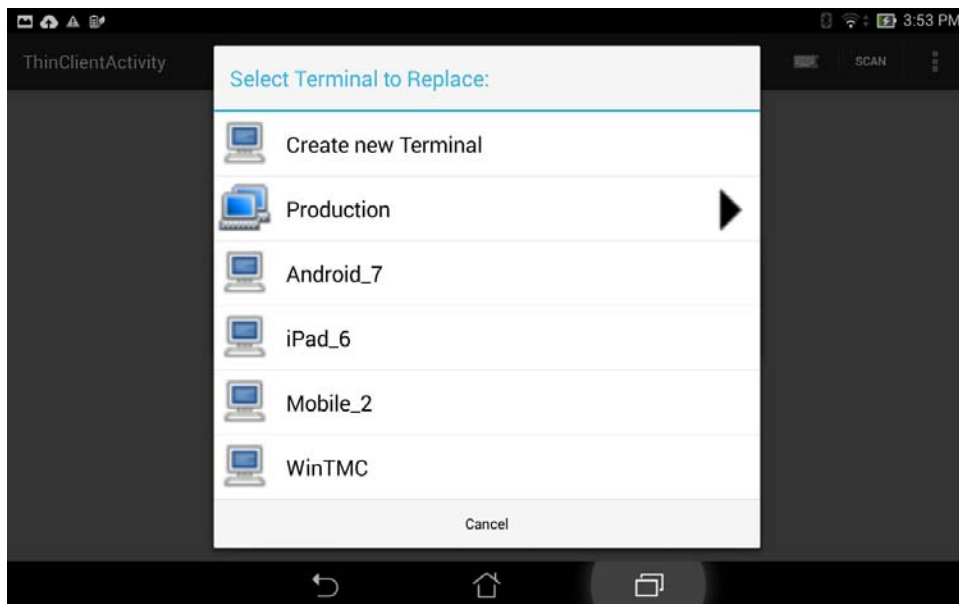 3:53 PM
ThinClientActivity
SCAN
Select Terminal to Replace:
Create new Terminal
Production
Android_7
iPad_6
Mobile_2
WinTMC
Cancel